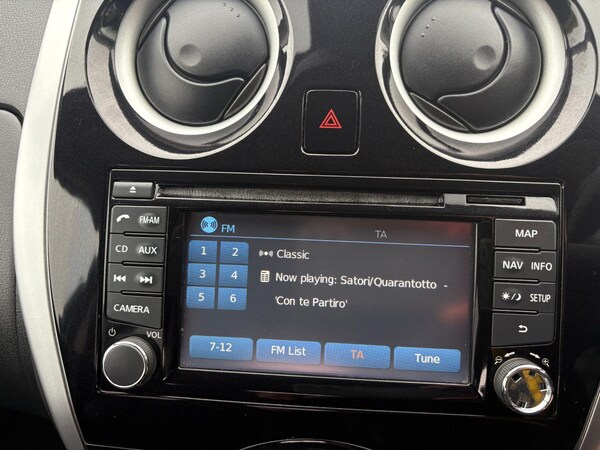 FM-AM
CD AUX
CAMERA
VOL
FM TA
1 2
3 4
5 6
Classic
Now playing: Satori/Quarantotto -
'Con te Partiro'
7-12 FM List TA Tune
MAP
NAV INFO
SETUP